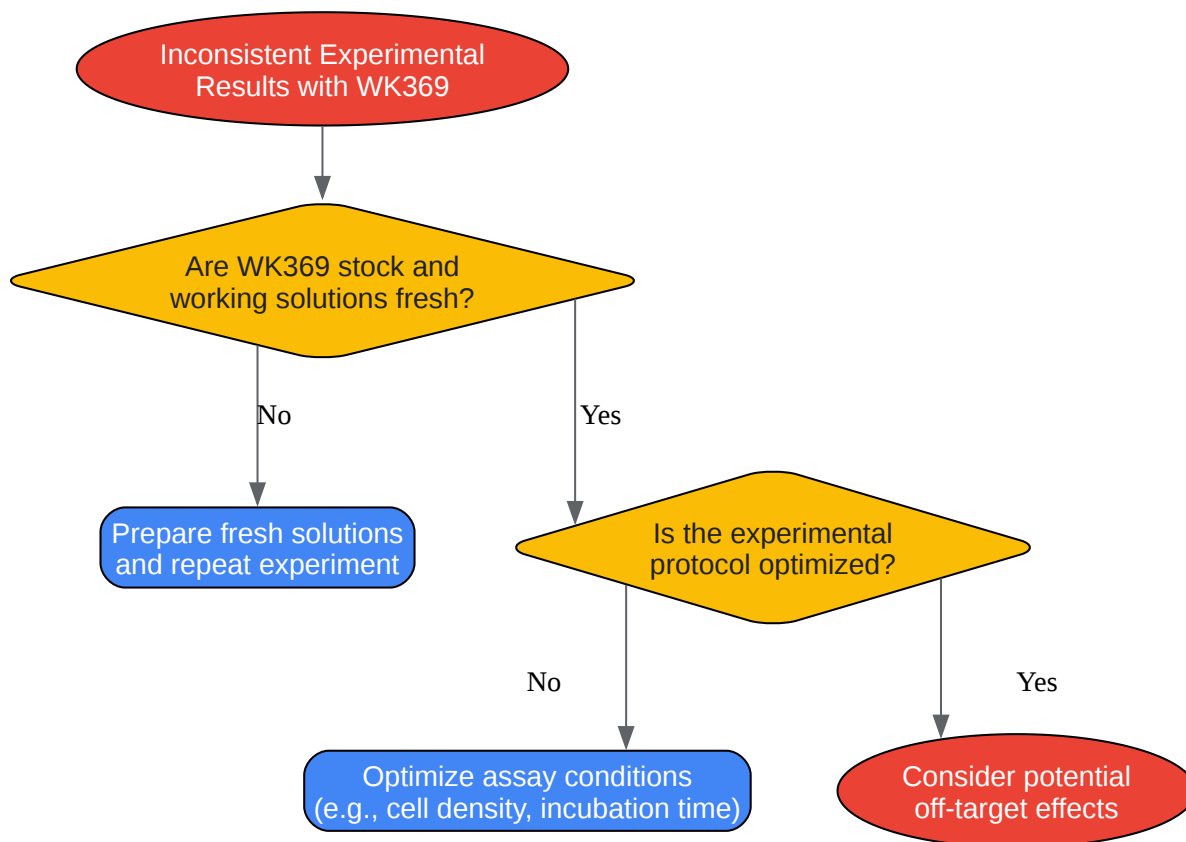 Inconsistent Experimental
Results with WK369
Are WK369 stock and
working solutions fresh?
No
Yes
Prepare fresh solutions
and repeat experiment
Is the experimental
protocol optimized?
No
Yes
Optimize assay conditions
(e.g., cell density, incubation time)
Consider potential
off-target effects